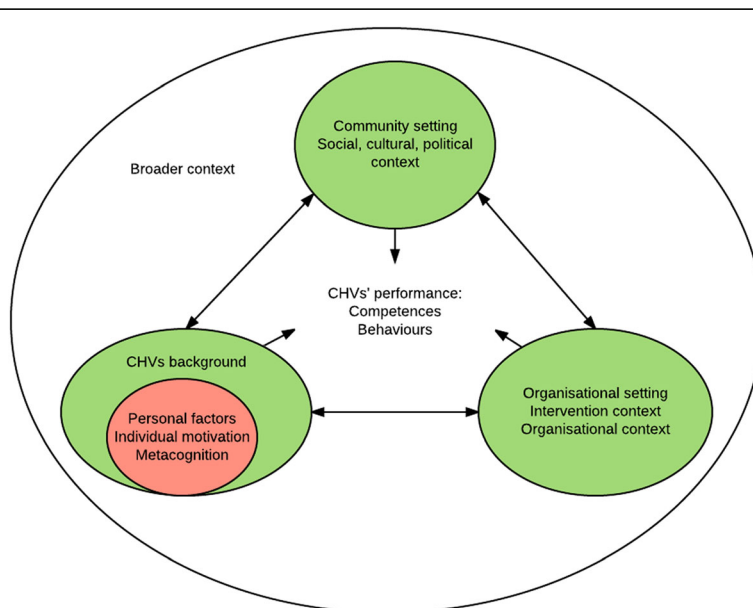 Community setting
Social, cultural, political
context
Broader context
CHVs' performance:
Competences
Behaviours
CHVs background
Personal factors
Individual motivation
Metacognition
Organisational setting
Intervention context
Organisational context